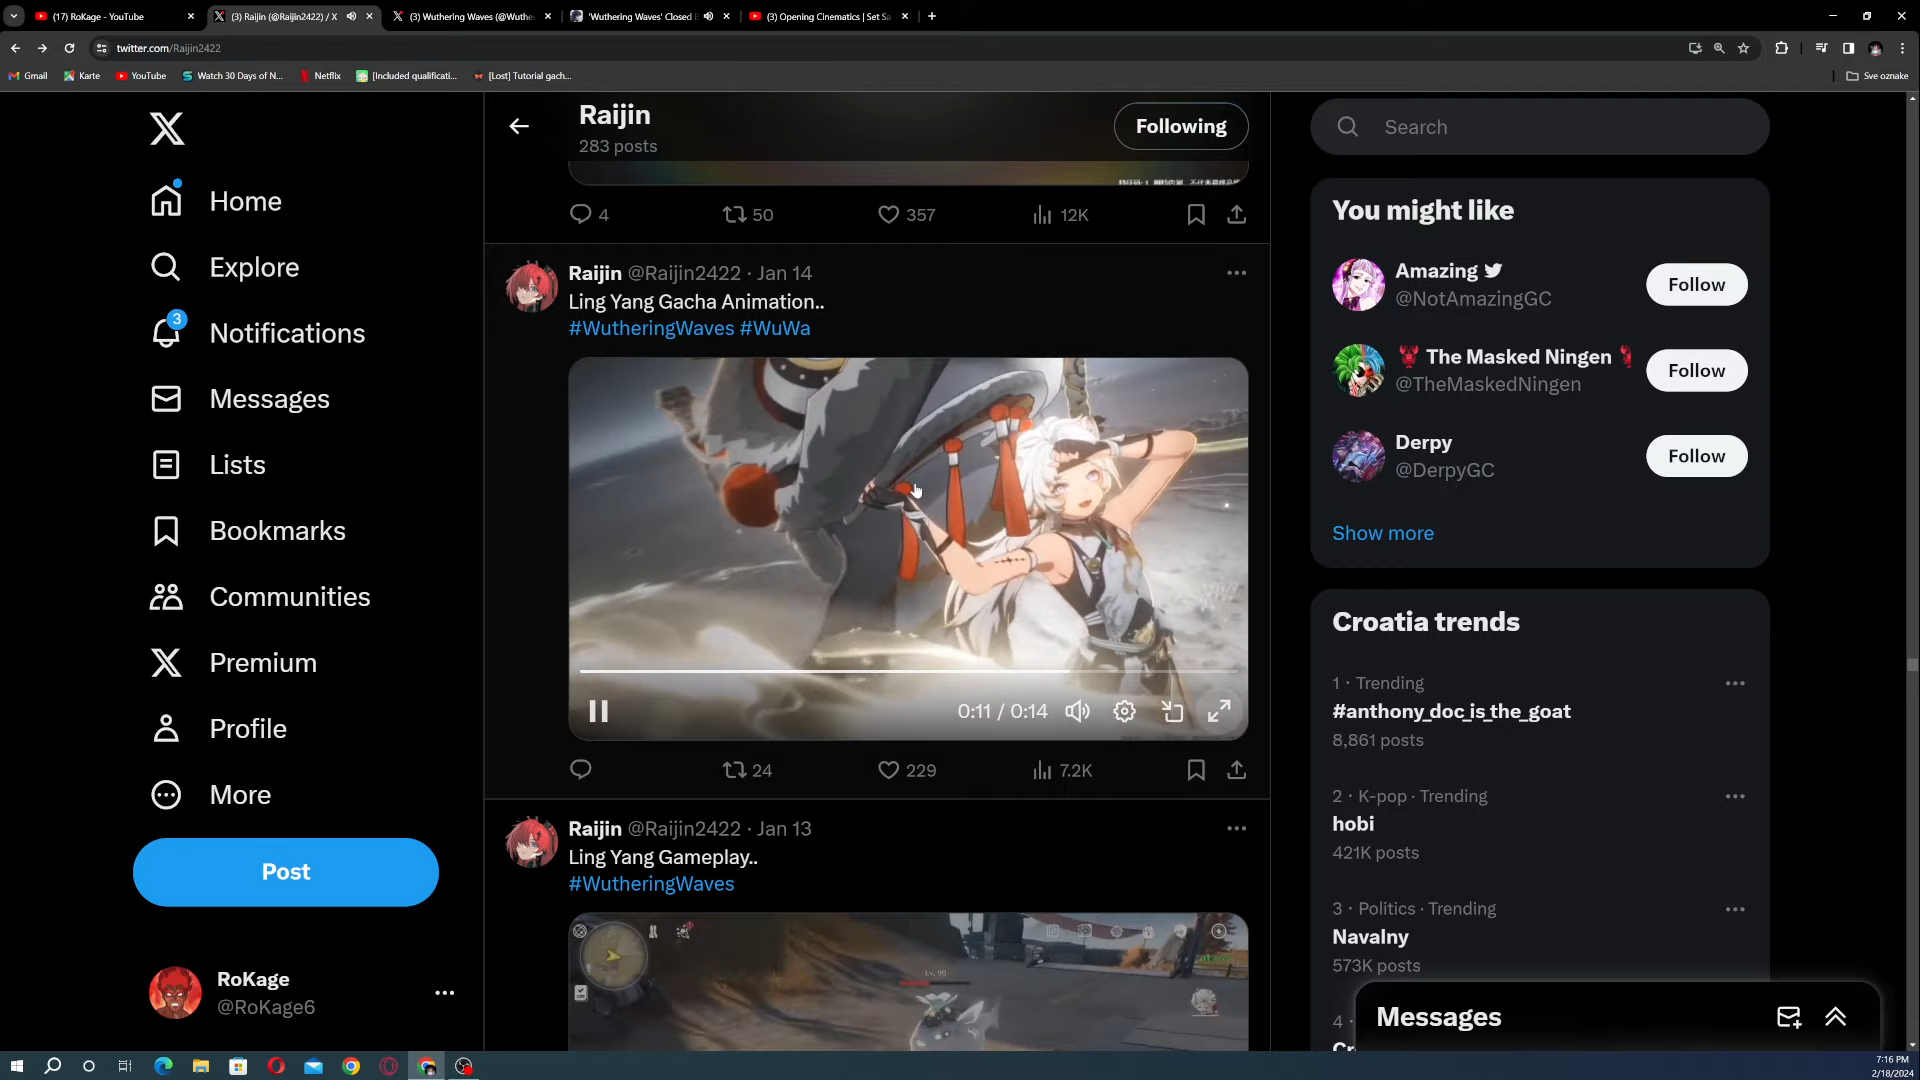 (17) RoKage - YouTube
(3) Raijin (@Raijin2422) / X
(3) Wuthering Waves (@Wuthe
'Wuthering Waves' Closed B
(3) Opening Cinematics | Set Sa
twitter.com/Raijin2422
Gmail
Karte
YouTube
Watch 30 Days of N...
Netflix
[Included qualificati...
[Lost] Tutorial gach...
Sve oznake
Home
Explore
3
Notifications
Messages
Lists
Bookmarks
Communities
Premium
Profile
More
Post
RoKage
@RoKage6
Raijin
283 posts
Following
4
50
357
12K
Raijin @Raijin2422 · Jan 14
Ling Yang Gacha Animation..
#WutheringWaves #WuWa
0:11 / 0:14
24
229
7.2K
Raijin @Raijin2422 · Jan 13
Ling Yang Gameplay..
#WutheringWaves
Lv. 90
Search
You might like
Amazing
@NotAmazingGC
Follow
The Masked Ningen
@TheMaskedNingen
Follow
Derpy
@DerpyGC
Follow
Show more
Croatia trends
1 · Trending
#anthony_doc_is_the_goat
8,861 posts
2 · K-pop · Trending
hobi
421K posts
3 · Politics · Trending
Navalny
573K posts
4 ·
Messages
7:16 PM
2/18/2024